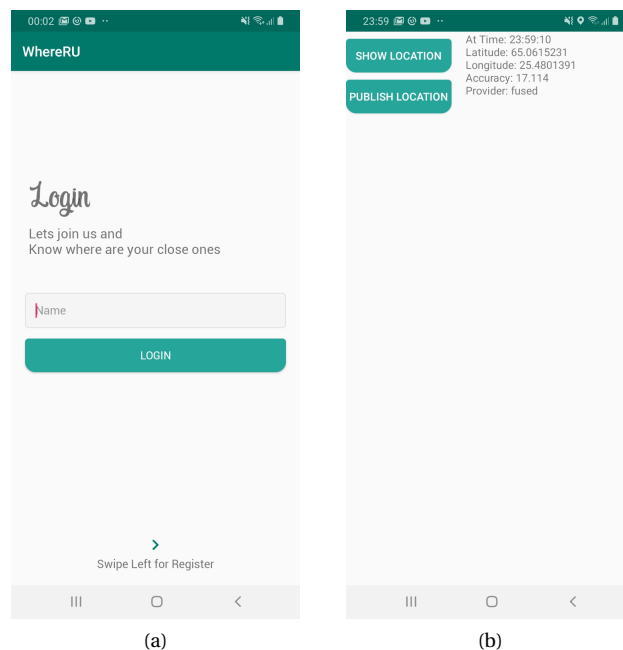 00:02
WhereRU
Login
Lets join us and
Know where are your close ones
Name
LOGIN
Swipe Left for Register
(a)
23:59
SHOW LOCATION
PUBLISH LOCATION
At Time: 23:59:10
Latitude: 65.0615231
Longitude: 25.4801391
Accuracy: 17.114
Provider: fused
(b)